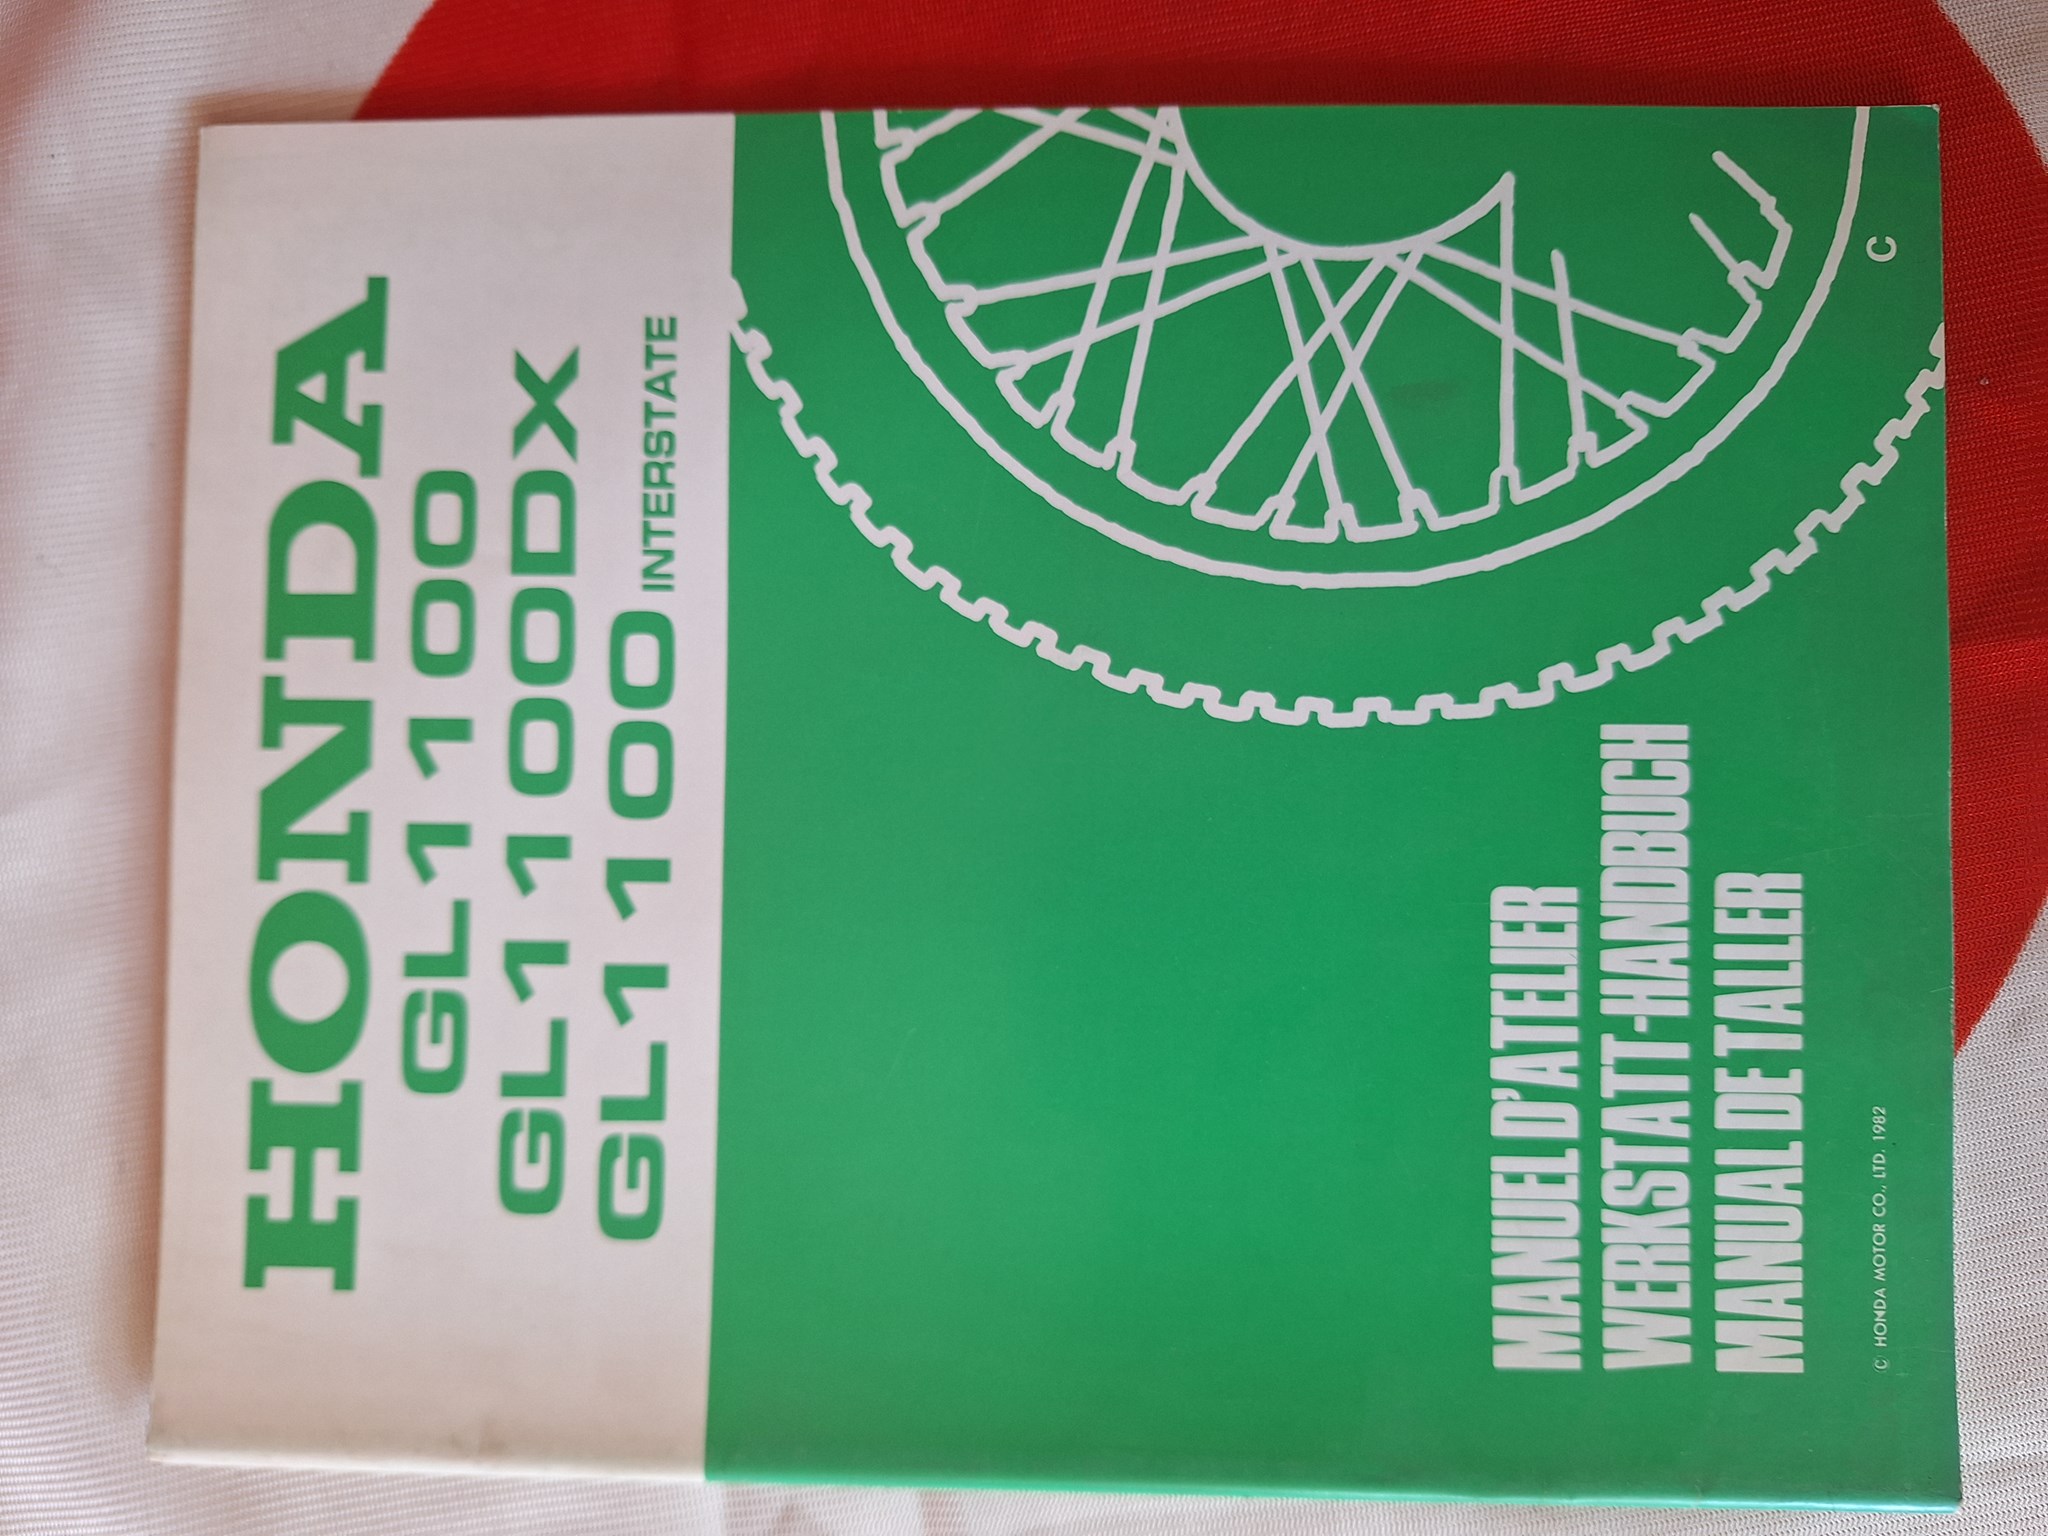 HONDA
GL1100
GL1100DX
GL1100 INTERSTATE
MANUEL D'ATELIER
WERKSTATT-HANDBUCH
MANUAL DE TALLER
© HONDA MOTOR CO., LTD. 1982
C